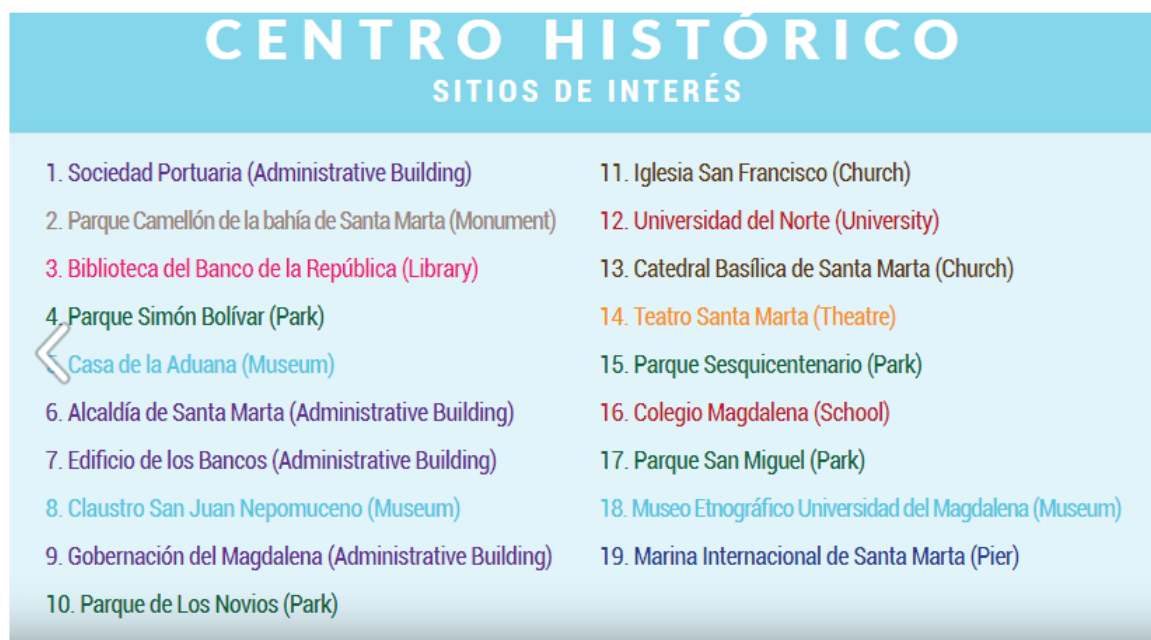 CENTRO HISTÓRICO
SITIOS DE INTERÉS
1. Sociedad Portuaria (Administrative Building)
2. Parque Camellón de la bahía de Santa Marta (Monument)
3. Biblioteca del Banco de la República (Library)
4. Parque Simón Bolívar (Park)
5. Casa de la Aduana (Museum)
6. Alcaldía de Santa Marta (Administrative Building)
7. Edificio de los Bancos (Administrative Building)
8. Claustro San Juan Nepomuceno (Museum)
9. Gobernación del Magdalena (Administrative Building)
10. Parque de Los Novios (Park)
11. Iglesia San Francisco (Church)
12. Universidad del Norte (University)
13. Catedral Basílica de Santa Marta (Church)
14. Teatro Santa Marta (Theatre)
15. Parque Sesquicentenario (Park)
16. Colegio Magdalena (School)
17. Parque San Miguel (Park)
18. Museo Etnográfico Universidad del Magdalena (Museum)
19. Marina Internacional de Santa Marta (Pier)